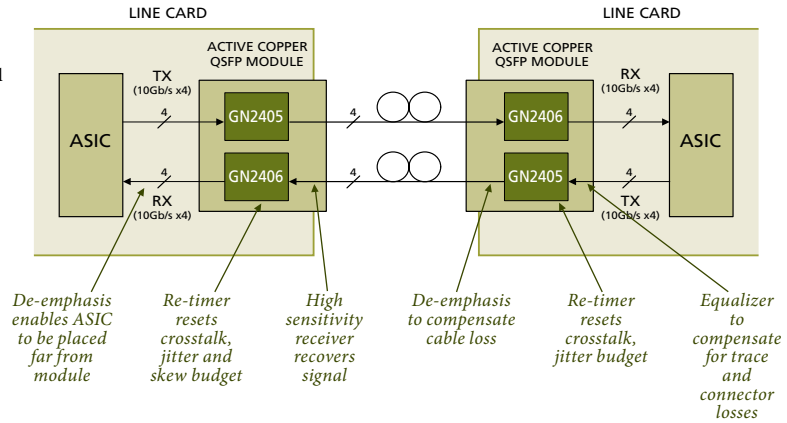 LINE CARD
LINE CARD
ACTIVE COPPER
QSFP MODULE
ACTIVE COPPER
QSFP MODULE
TX
(10Gb/s x4)
RX
(10Gb/s x4)
ASIC
4
GN2405
4
GN2406
4
ASIC
4
GN2406
4
GN2405
4
RX
(10Gb/s x4)
TX
(10Gb/s x4)
De-emphasis
enables ASIC
to be placed
far from
module
Re-timer
resets
crosstalk,
jitter and
skew budget
High
sensitivity
receiver
recovers
signal
De-emphasis
to compensate
cable loss
Re-timer
resets
crosstalk,
jitter budget
Equalizer
to
compensate
for trace
and
connector
losses